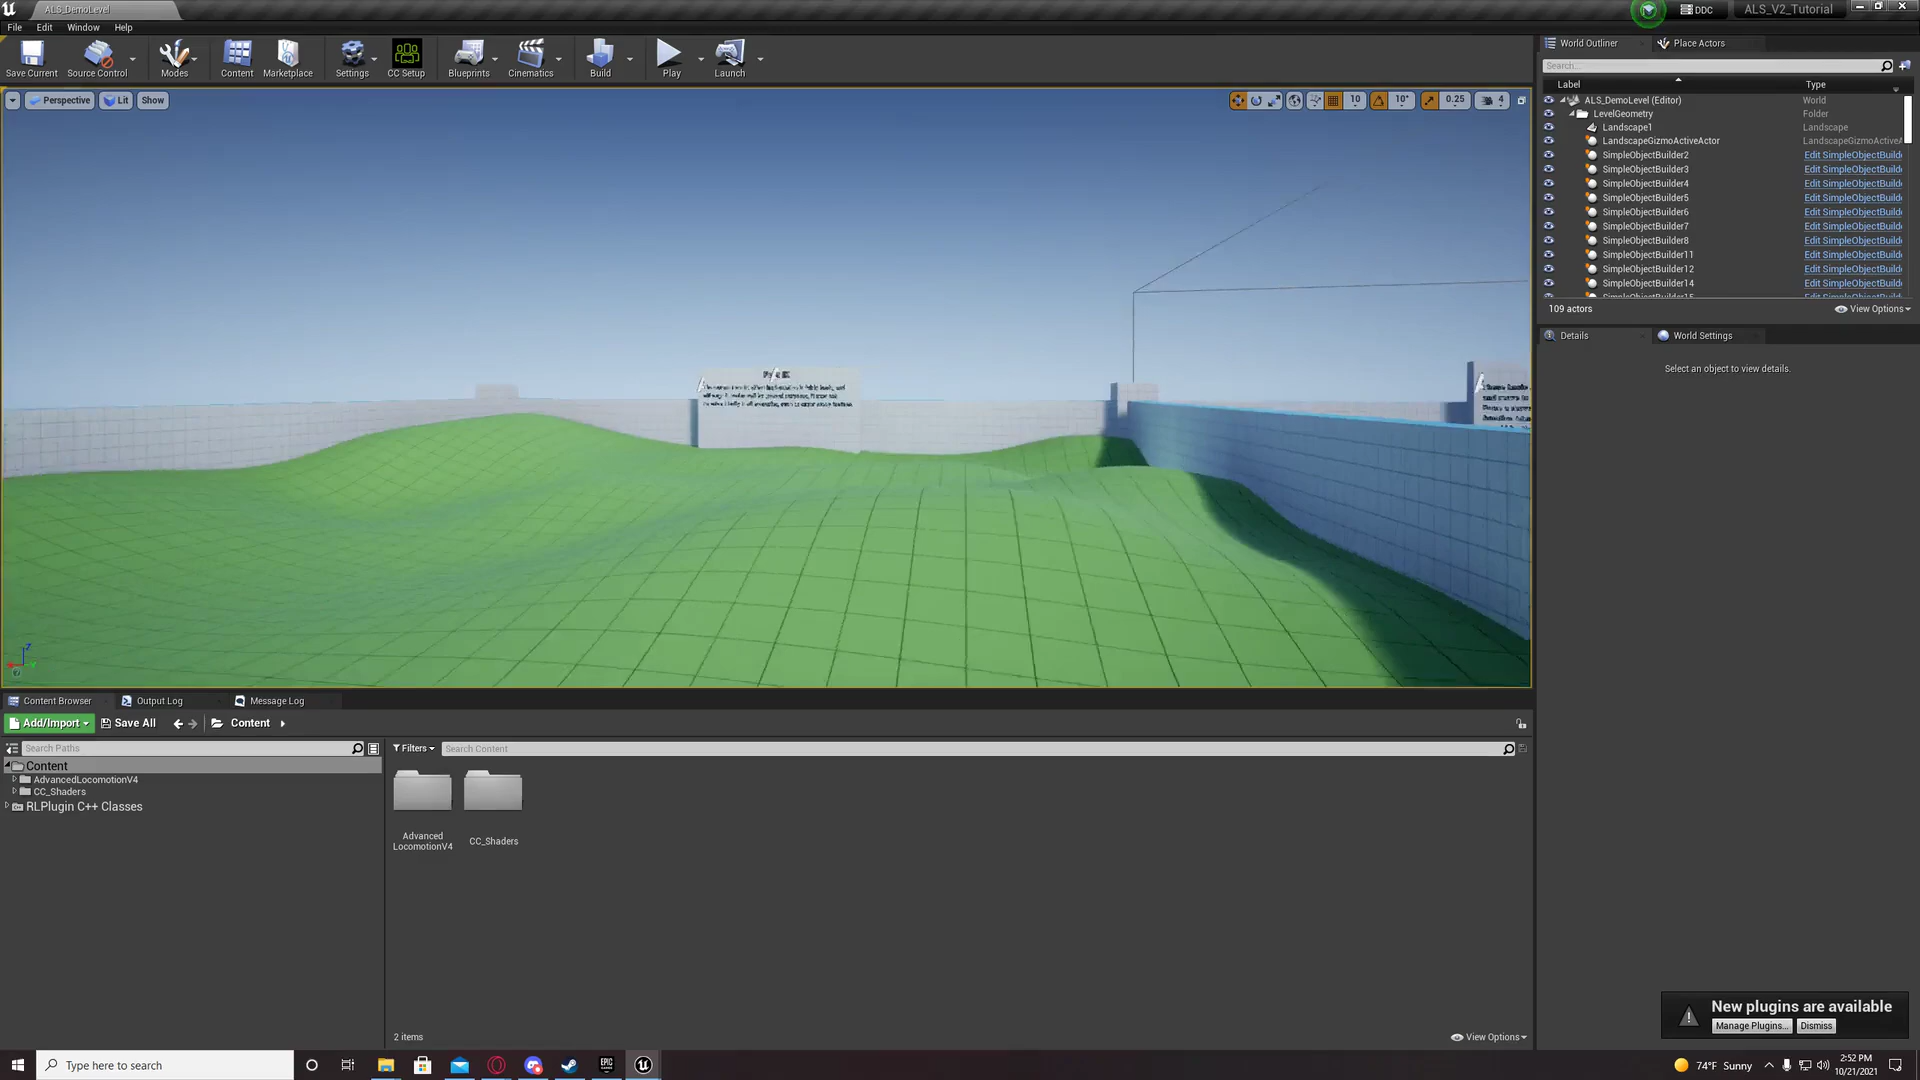 ALS_DemoLevel
DDC
ALS_V2_Tutorial
File Edit Window Help
Save Current
Source Control
Modes
Content
Marketplace
Settings
CC Setup
Blueprints
Cinematics
Build
Play
Launch
Perspective
Lit
Show
10
10°
0.25
4
World Outliner
Place Actors
Search...
Label
Type
ALS_DemoLevel (Editor) World
LevelGeometry Folder
Landscape1 Landscape
LandscapeGizmoActiveActor LandscapeGizmoActiveA
SimpleObjectBuilder2 Edit SimpleObjectBuild
SimpleObjectBuilder3 Edit SimpleObjectBuild
SimpleObjectBuilder4 Edit SimpleObjectBuild
SimpleObjectBuilder5 Edit SimpleObjectBuild
SimpleObjectBuilder6 Edit SimpleObjectBuild
SimpleObjectBuilder7 Edit SimpleObjectBuild
SimpleObjectBuilder8 Edit SimpleObjectBuild
SimpleObjectBuilder11 Edit SimpleObjectBuild
SimpleObjectBuilder12 Edit SimpleObjectBuild
SimpleObjectBuilder14 Edit SimpleObjectBuild
SimpleObjectBuilder15 Edit SimpleObjectBuild
109 actors
View Options
Details
World Settings
Select an object to view details.
Content Browser
Output Log
Message Log
Add/Import
Save All
Content
Search Paths
Filters
Search Content
Content
AdvancedLocomotionV4
CC_Shaders
RLPlugin C++ Classes
Advanced
LocomotionV4
CC_Shaders
2 items
View Options
New plugins are available
Manage Plugins...
Dismiss
Type here to search
EPIC
GAMES
74°F Sunny
2:52 PM
10/21/2021